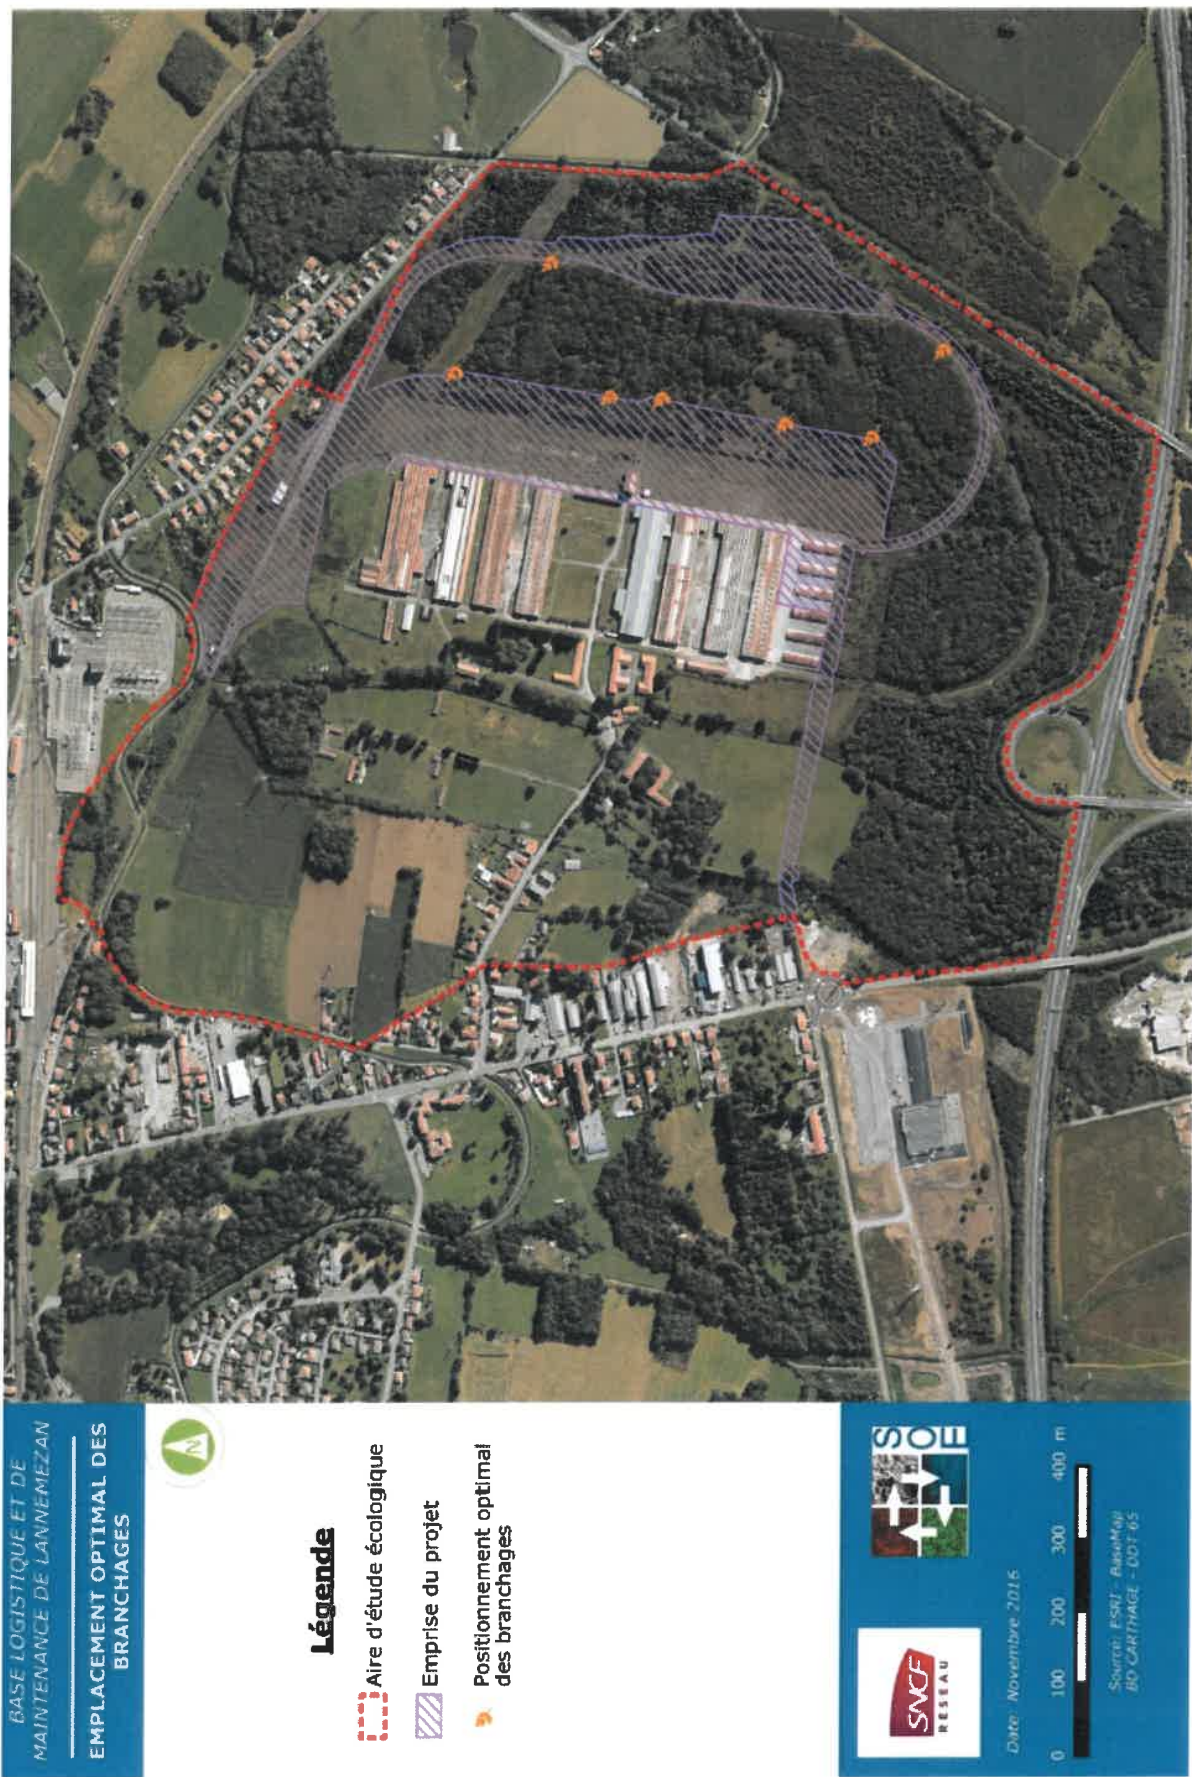 BASE LOGISTIQUE ET DE
MAINTENANCE DE LANNEMEZAN
EMPLACEMENT OPTIMAL DES
BRANCHAGES
N
Légende
Aire d'étude écologique
Emprise du projet
Positionnement optimal
des branchages
SNCF
RESEAU
SOE
Date: Novembre 2016
0 100 200 300 400 m
Source: ESRI - BaseMap
BD CARTHAGE - DDT 65